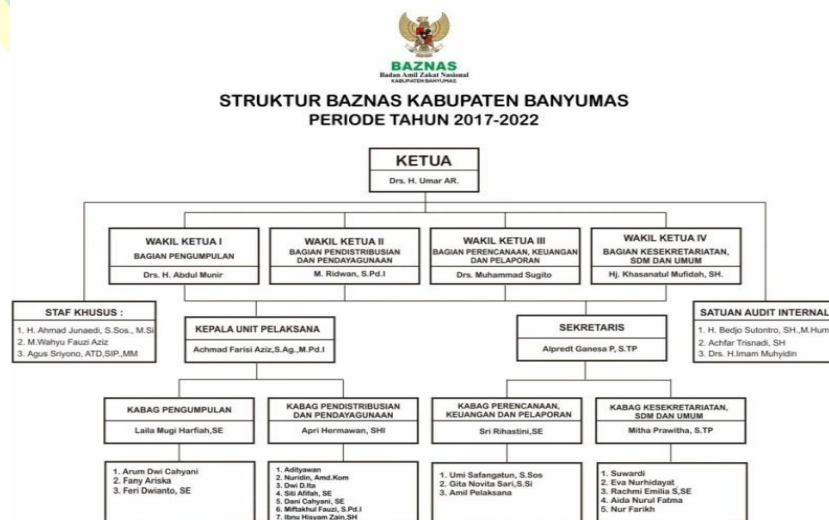 BAZNAS
Badan Amil Zakat Nasional
KABUPATEN BANYUMAS
STRUKTUR BAZNAS KABUPATEN BANYUMAS
PERIODE TAHUN 2017-2022
KETUA
Drs. H. Umar AR.
WAKIL KETUA I
BAGIAN PENGUMPULAN
Drs. H. Abdul Munir
WAKIL KETUA II
BAGIAN PENDISTRIBUSIAN
DAN PENDAYAGUNAAN
M. Ridwan, S.Pd.I
WAKIL KETUA III
BAGIAN PERENCANAAN, KEUANGAN
DAN PELAPORAN
Drs. Muhammad Sugito
WAKIL KETUA IV
BAGIAN KESEKRETARIATAN,
SDM DAN UMUM
Hj. Khasanatul Mufidah, SH.
STAF KHUSUS :
1. H. Ahmad Junaedi, S.Sos., M.Si
2. M.Wahyu Fauzi Aziz
3. Agus Sriyono, ATD,SIP.,MM
KEPALA UNIT PELAKSANA
Achmad Farisi Aziz,S.Ag.,M.Pd.I
SEKRETARIS
Alpredt Ganesa P, S.TP
SATUAN AUDIT INTERNAL
1. H. Bedjo Sutontro, SH.,M.Hum
2. Achfar Trisnadi, SH
3. Drs. H.Imam Muhyidin
KABAG PENGUMPULAN
Laila Mugi Harfiah,SE
KABAG PENDISTRIBUSIAN
DAN PENDAYAGUNAAN
Apri Hermawan, SHI
KABAG PERENCANAAN,
KEUANGAN DAN PELAPORAN
Sri Rihastini,SE
KABAG KESEKRETARIATAN,
SDM DAN UMUM
Mitha Prawitha, S.TP
1. Arum Dwi Cahyani
2. Fany Ariska
3. Feri Dwianto, SE
1. Adityawan
2. Nuridin, Amd.Kom
3. Dwi D.Ita
4. Siti Afifah, SE
5. Dani Cahyani, SE
6. Miftakhul Fauzi, S.Pd.I
7. Ibnu Hisyam Zain,SH
1. Umi Safangatun, S.Sos
2. Gita Novita Sari,S.Si
3. Amil Pelaksana
1. Suwardi
2. Eva Nurhidayat
3. Rachmi Emilia S,SE
4. Aida Nurul Fatma
5. Nur Farikh